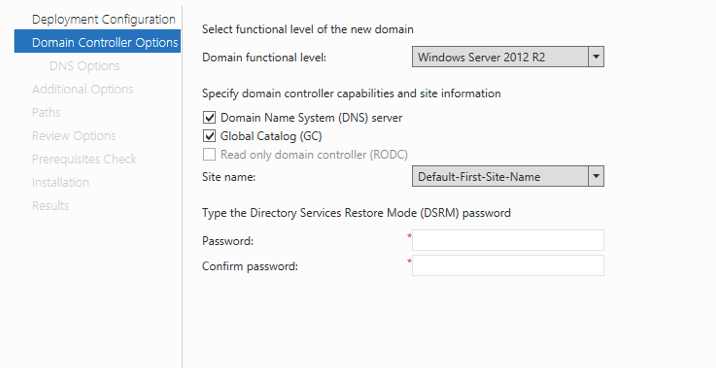 Deployment Configuration
Domain Controller Options
DNS Options
Additional Options
Paths
Review Options
Prerequisites Check
Installation
Results
Select functional level of the new domain
Domain functional level: Windows Server 2012 R2
Specify domain controller capabilities and site information
Domain Name System (DNS) server
Global Catalog (GC)
Read only domain controller (RODC)
Site name: Default-First-Site-Name
Type the Directory Services Restore Mode (DSRM) password
Password: *
Confirm password: *